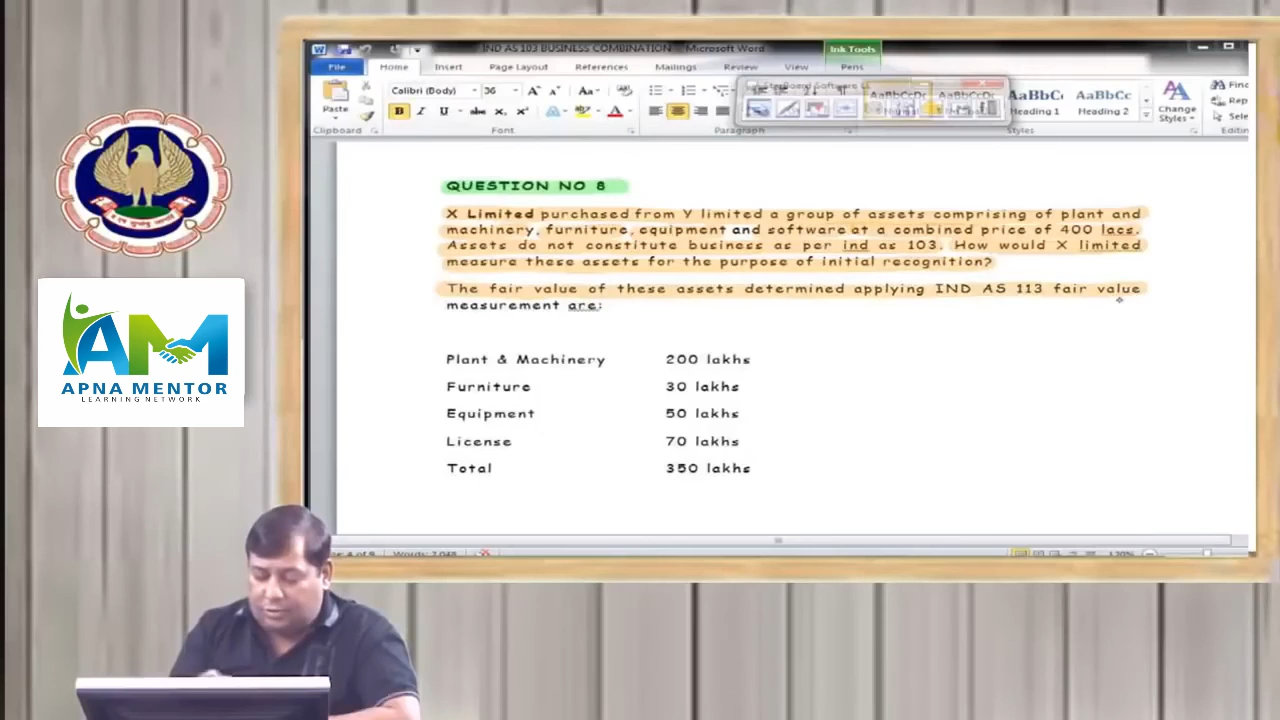 IND AS 103 BUSINESS COMBINATION - Microsoft Word
Ink Tools
File Home Insert Page Layout References Mailings Review View Pens
Calibri (Body) 36
Paste
Change Styles
Heading 1 Heading 2
Clipboard Font Paragraph Styles
QUESTION NO 8
X Limited purchased from Y limited a group of assets comprising of plant and
machinery, furniture, equipment and software at a combined price of 400 lacs.
Assets do not constitute business as per ind as 103. How would X limited
measure these assets for the purpose of initial recognition?
The fair value of these assets determined applying IND AS 113 fair value
measurement are:
Plant & Machinery 200 lakhs
Furniture 30 lakhs
Equipment 50 lakhs
License 70 lakhs
Total 350 lakhs
AM
APNA MENTOR
LEARNING NETWORK